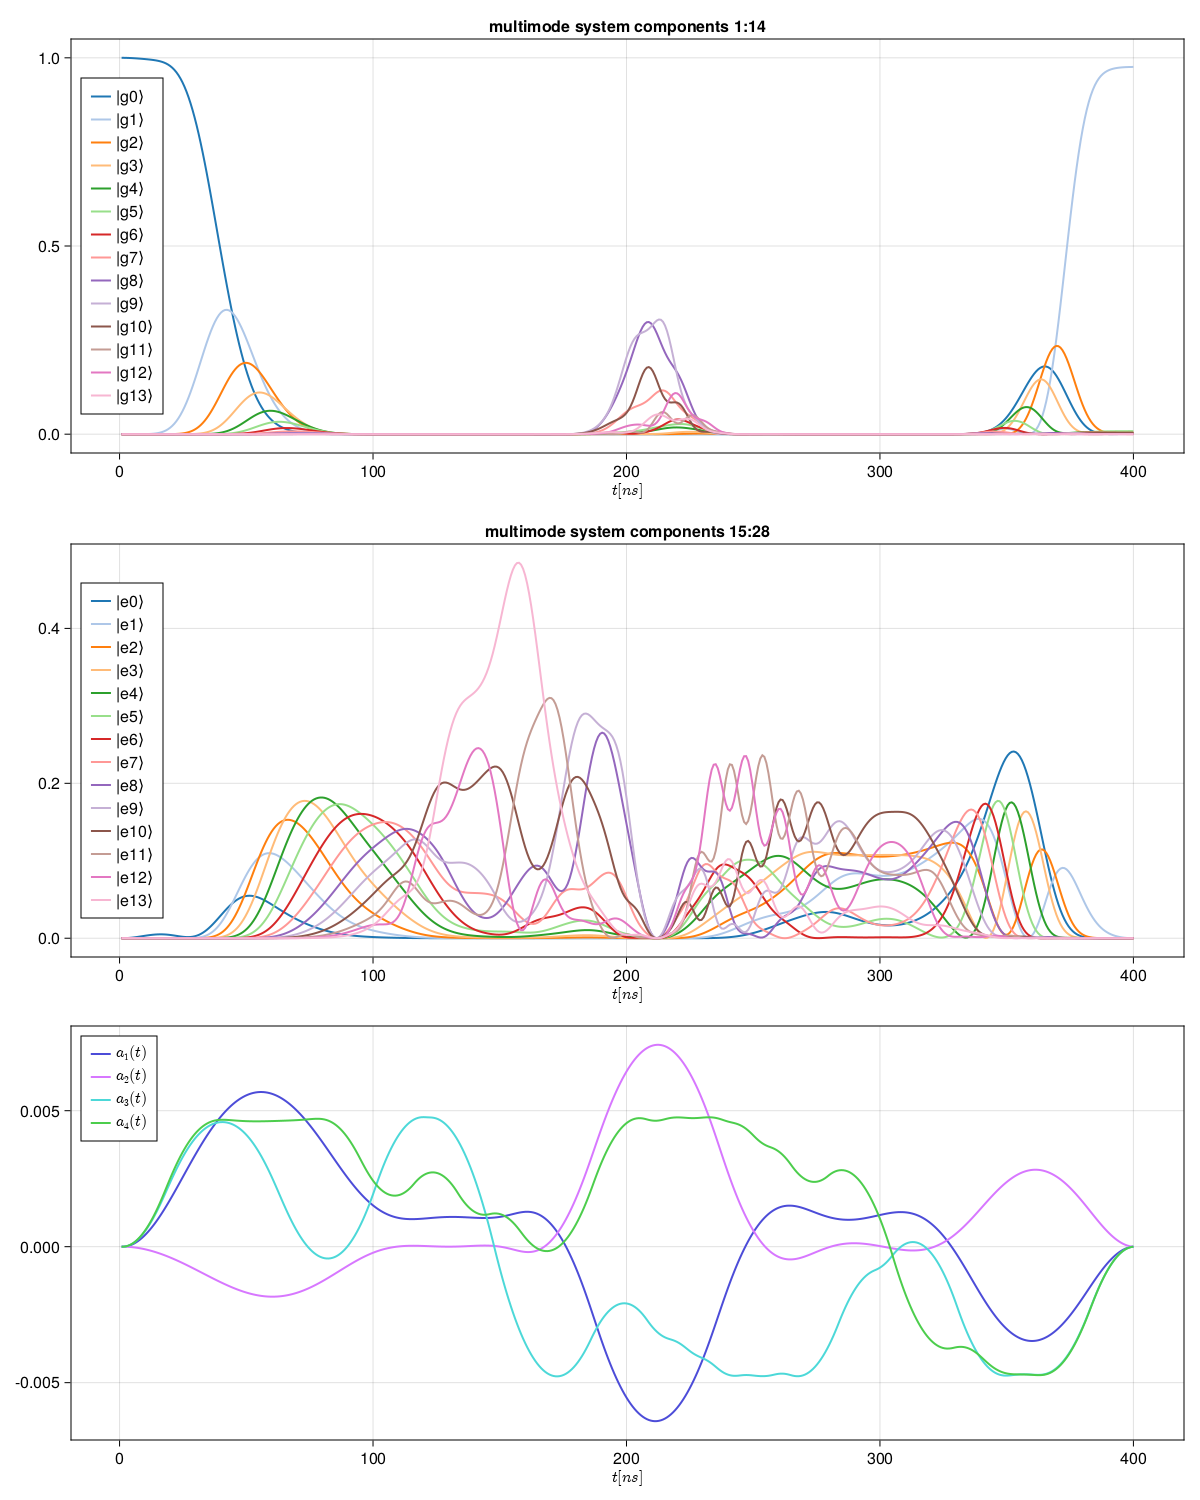 multimode system components 1:14
1.0
0.5
0.0
|g0⟩
|g1⟩
|g2⟩
|g3⟩
|g4⟩
|g5⟩
|g6⟩
|g7⟩
|g8⟩
|g9⟩
|g10⟩
|g11⟩
|g12⟩
|g13⟩
0 100 200 300 400
t[ns]
multimode system components 15:28
0.4
0.2
0.0
|e0⟩
|e1⟩
|e2⟩
|e3⟩
|e4⟩
|e5⟩
|e6⟩
|e7⟩
|e8⟩
|e9⟩
|e10⟩
|e11⟩
|e12⟩
|e13⟩
0 100 200 300 400
t[ns]
0.005
0.000
-0.005
a₁(t)
a₂(t)
a₃(t)
a₄(t)
0 100 200 300 400
t[ns]